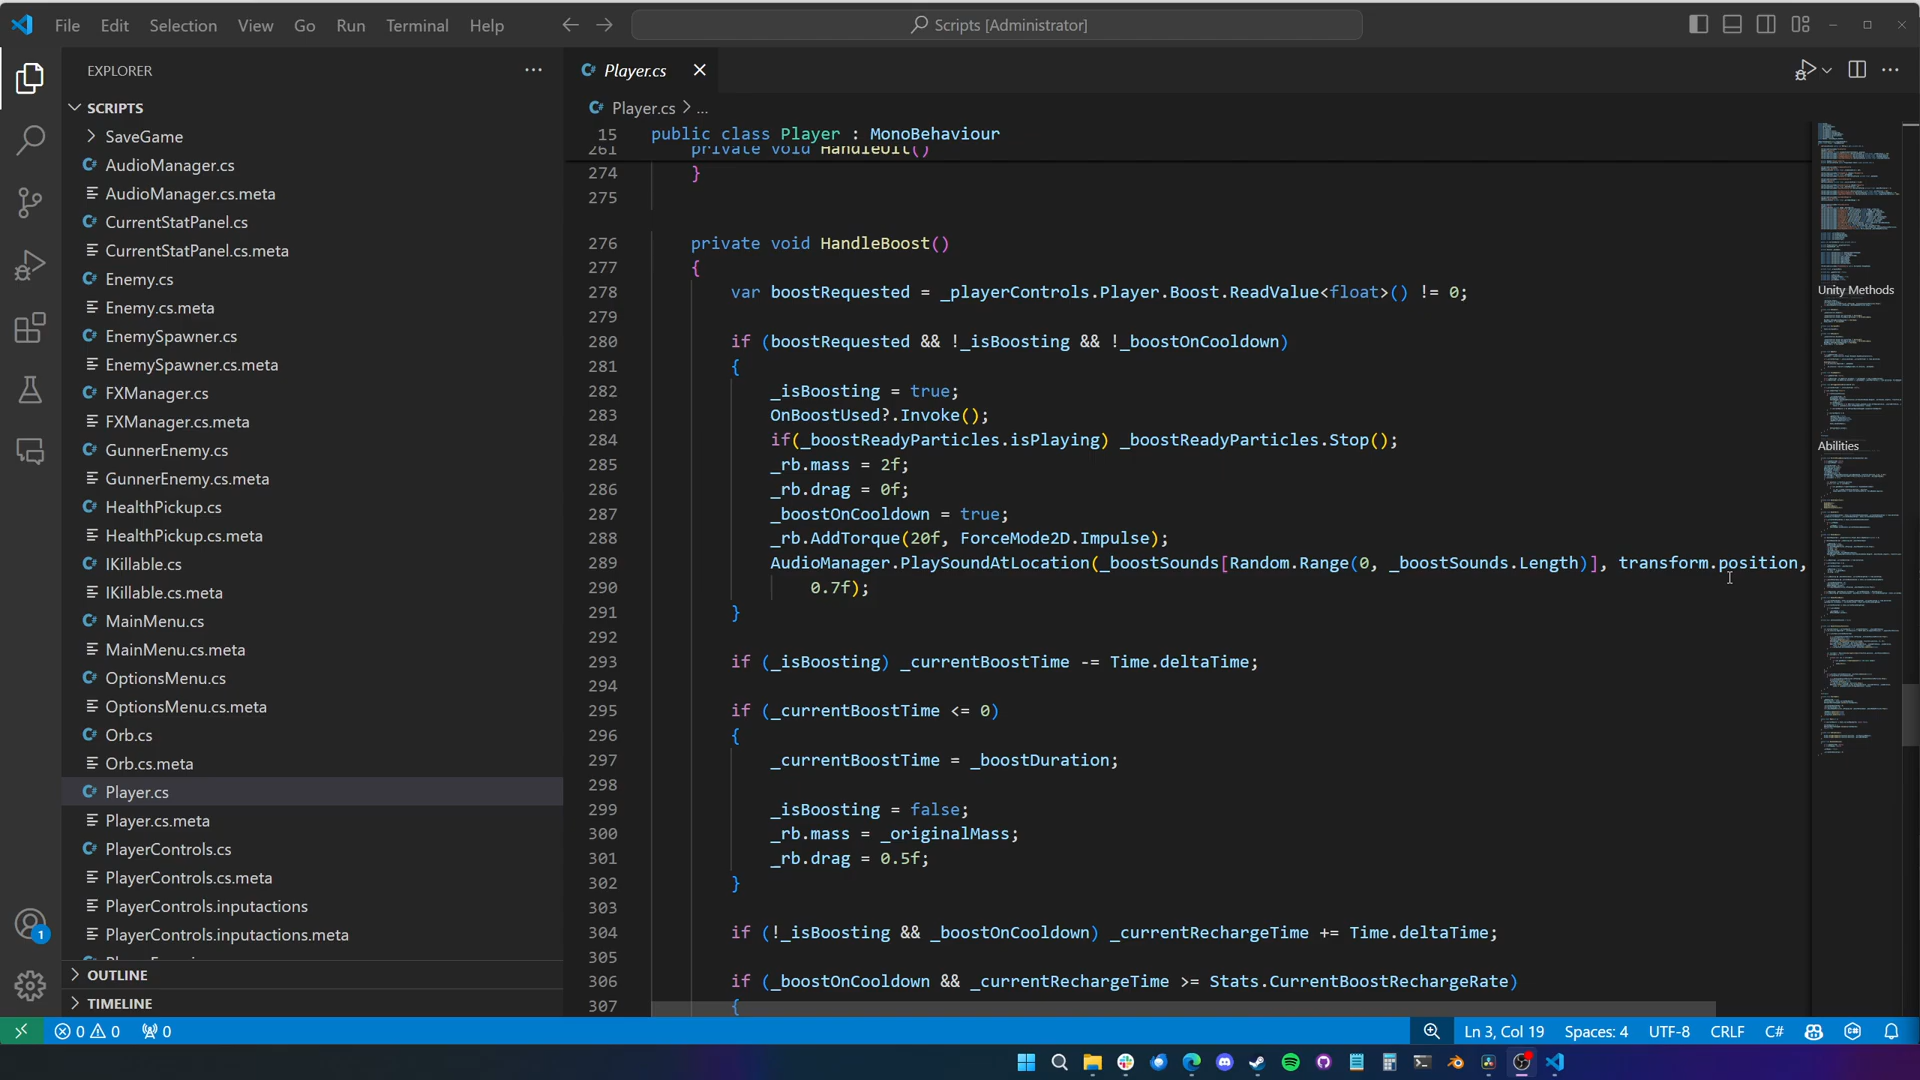 File Edit Selection View Go Run Terminal Help
Scripts [Administrator]
EXPLORER
SCRIPTS
SaveGame
AudioManager.cs
AudioManager.cs.meta
CurrentStatPanel.cs
CurrentStatPanel.cs.meta
Enemy.cs
Enemy.cs.meta
EnemySpawner.cs
EnemySpawner.cs.meta
FXManager.cs
FXManager.cs.meta
GunnerEnemy.cs
GunnerEnemy.cs.meta
HealthPickup.cs
HealthPickup.cs.meta
IKillable.cs
IKillable.cs.meta
MainMenu.cs
MainMenu.cs.meta
OptionsMenu.cs
OptionsMenu.cs.meta
Orb.cs
Orb.cs.meta
Player.cs
Player.cs.meta
PlayerControls.cs
PlayerControls.cs.meta
PlayerControls.inputactions
PlayerControls.inputactions.meta
OUTLINE
TIMELINE
Player.cs
Player.cs > ...
15 public class Player : MonoBehaviour
261 private void HandleUlt()
274 }
275
276 private void HandleBoost()
277 {
278 var boostRequested = _playerControls.Player.Boost.ReadValue<float>() != 0;
279
280 if (boostRequested && !_isBoosting && !_boostOnCooldown)
281 {
282 _isBoosting = true;
283 OnBoostUsed?.Invoke();
284 if(_boostReadyParticles.isPlaying) _boostReadyParticles.Stop();
285 _rb.mass = 2f;
286 _rb.drag = 0f;
287 _boostOnCooldown = true;
288 _rb.AddTorque(20f, ForceMode2D.Impulse);
289 AudioManager.PlaySoundAtLocation(_boostSounds[Random.Range(0, _boostSounds.Length)], transform.position,
290 0.7f);
291 }
292
293 if (_isBoosting) _currentBoostTime -= Time.deltaTime;
294
295 if (_currentBoostTime <= 0)
296 {
297 _currentBoostTime = _boostDuration;
298
299 _isBoosting = false;
300 _rb.mass = _originalMass;
301 _rb.drag = 0.5f;
302 }
303
304 if (!_isBoosting && _boostOnCooldown) _currentRechargeTime += Time.deltaTime;
305
306 if (_boostOnCooldown && _currentRechargeTime >= Stats.CurrentBoostRechargeRate)
307 {
Unity Methods
Abilities
1
0 0 0 Ln 3, Col 19 Spaces: 4 UTF-8 CRLF C#